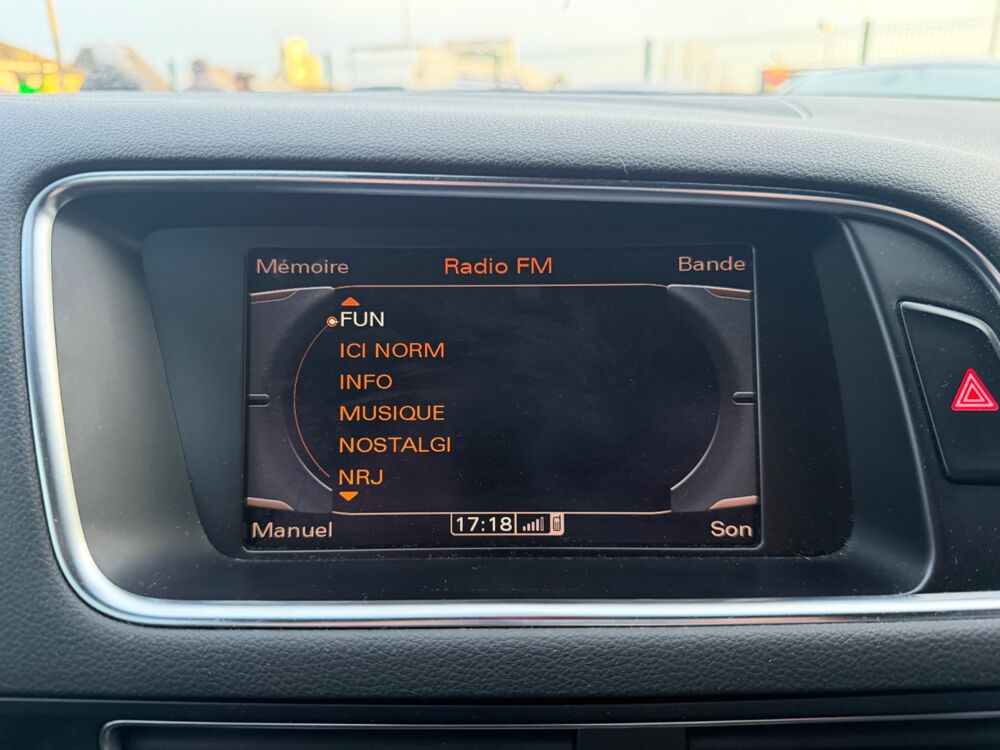 Mémoire Radio FM Bande
FUN
ICI NORM
INFO
MUSIQUE
NOSTALGI
NRJ
Manuel 17:18 Son